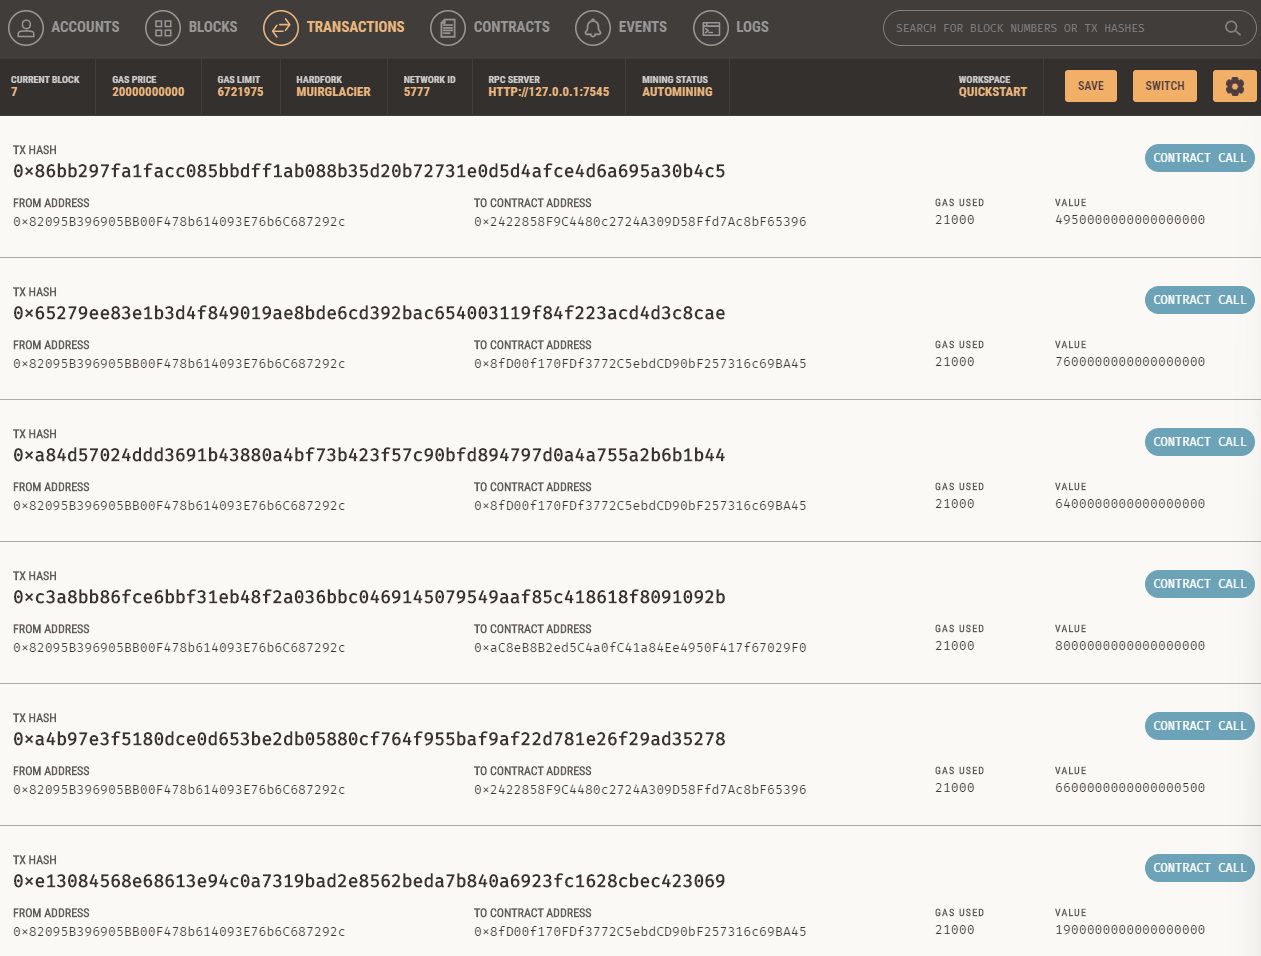 ACCOUNTS BLOCKS TRANSACTIONS CONTRACTS EVENTS LOGS SEARCH FOR BLOCK NUMBERS OR TX HASHES
CURRENT BLOCK GAS PRICE GAS LIMIT HARDFORK NETWORK ID RPC SERVER MINING STATUS WORKSPACE
7 20000000000 6721975 MUIRGLACIER 5777 HTTP://127.0.0.1:7545 AUTOMINING QUICKSTART SAVE SWITCH
TX HASH
0×86bb297fa1facc085bbdff1ab088b35d20b72731e0d5d4afce4d6a695a30b4c5 CONTRACT CALL
FROM ADDRESS TO CONTRACT ADDRESS GAS USED VALUE
0×82095B396905BB00F478b614093E76b6C687292c 0×2422858F9C4480c2724A309D58Ffd7Ac8bF65396 21000 4950000000000000000
TX HASH
0×65279ee83e1b3d4f849019ae8bde6cd392bac654003119f84f223acd4d3c8cae CONTRACT CALL
FROM ADDRESS TO CONTRACT ADDRESS GAS USED VALUE
0×82095B396905BB00F478b614093E76b6C687292c 0×8fD00f170FDf3772C5ebdCD90bF257316c69BA45 21000 7600000000000000000
TX HASH
0×a84d57024ddd3691b43880a4bf73b423f57c90bfd894797d0a4a755a2b6b1b44 CONTRACT CALL
FROM ADDRESS TO CONTRACT ADDRESS GAS USED VALUE
0×82095B396905BB00F478b614093E76b6C687292c 0×8fD00f170FDf3772C5ebdCD90bF257316c69BA45 21000 6400000000000000000
TX HASH
0×c3a8bb86fce6bbf31eb48f2a036bbc0469145079549aaf85c418618f8091092b CONTRACT CALL
FROM ADDRESS TO CONTRACT ADDRESS GAS USED VALUE
0×82095B396905BB00F478b614093E76b6C687292c 0×aC8eB8B2ed5C4a0fC41a84Ee4950F417f67029F0 21000 8000000000000000000
TX HASH
0×a4b97e3f5180dce0d653be2db05880cf764f955baf9af22d781e26f29ad35278 CONTRACT CALL
FROM ADDRESS TO CONTRACT ADDRESS GAS USED VALUE
0×82095B396905BB00F478b614093E76b6C687292c 0×2422858F9C4480c2724A309D58Ffd7Ac8bF65396 21000 6600000000000000500
TX HASH
0×e13084568e68613e94c0a7319bad2e8562beda7b840a6923fc1628cbec423069 CONTRACT CALL
FROM ADDRESS TO CONTRACT ADDRESS GAS USED VALUE
0×82095B396905BB00F478b614093E76b6C687292c 0×8fD00f170FDf3772C5ebdCD90bF257316c69BA45 21000 1900000000000000000